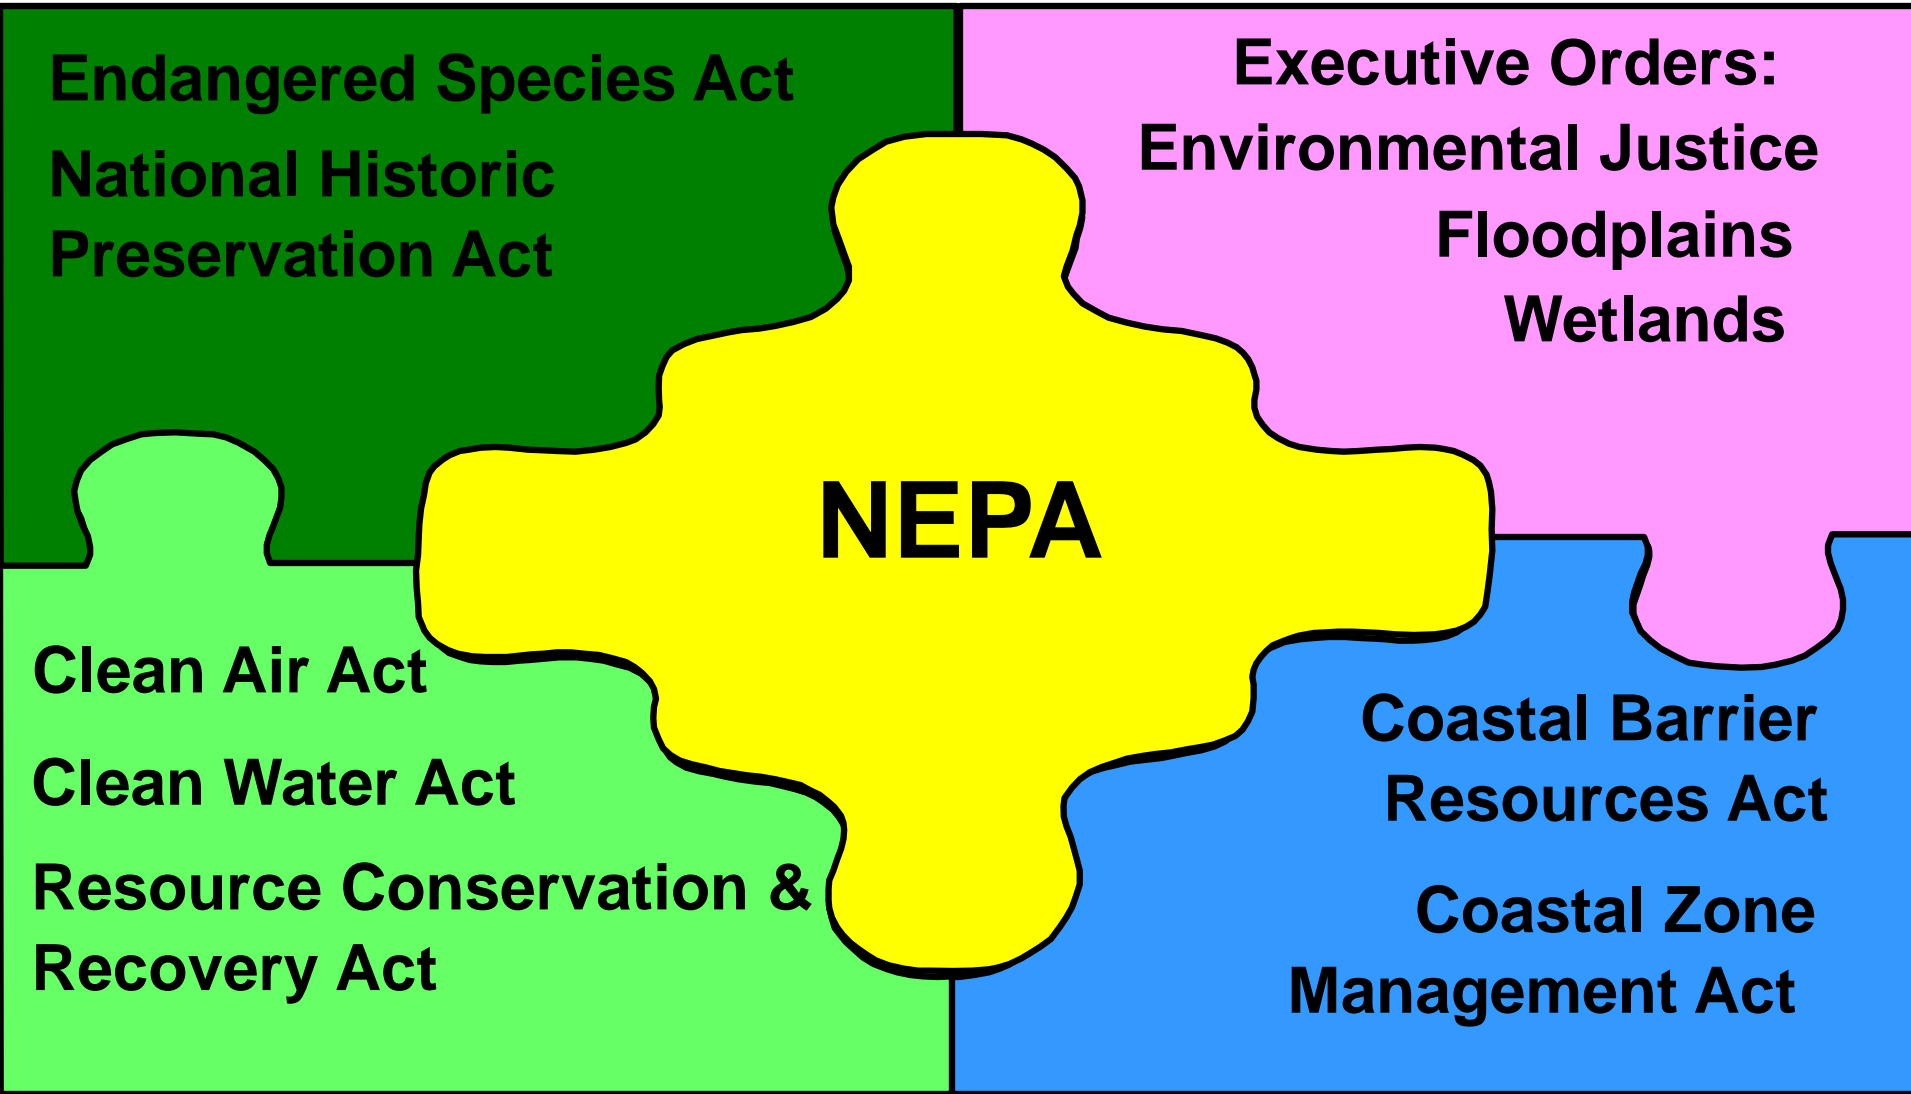 Endangered Species Act
National Historic
Preservation Act
Executive Orders:
Environmental Justice
Floodplains
Wetlands
NEPA
Clean Air Act
Clean Water Act
Resource Conservation &
Recovery Act
Coastal Barrier
Resources Act
Coastal Zone
Management Act